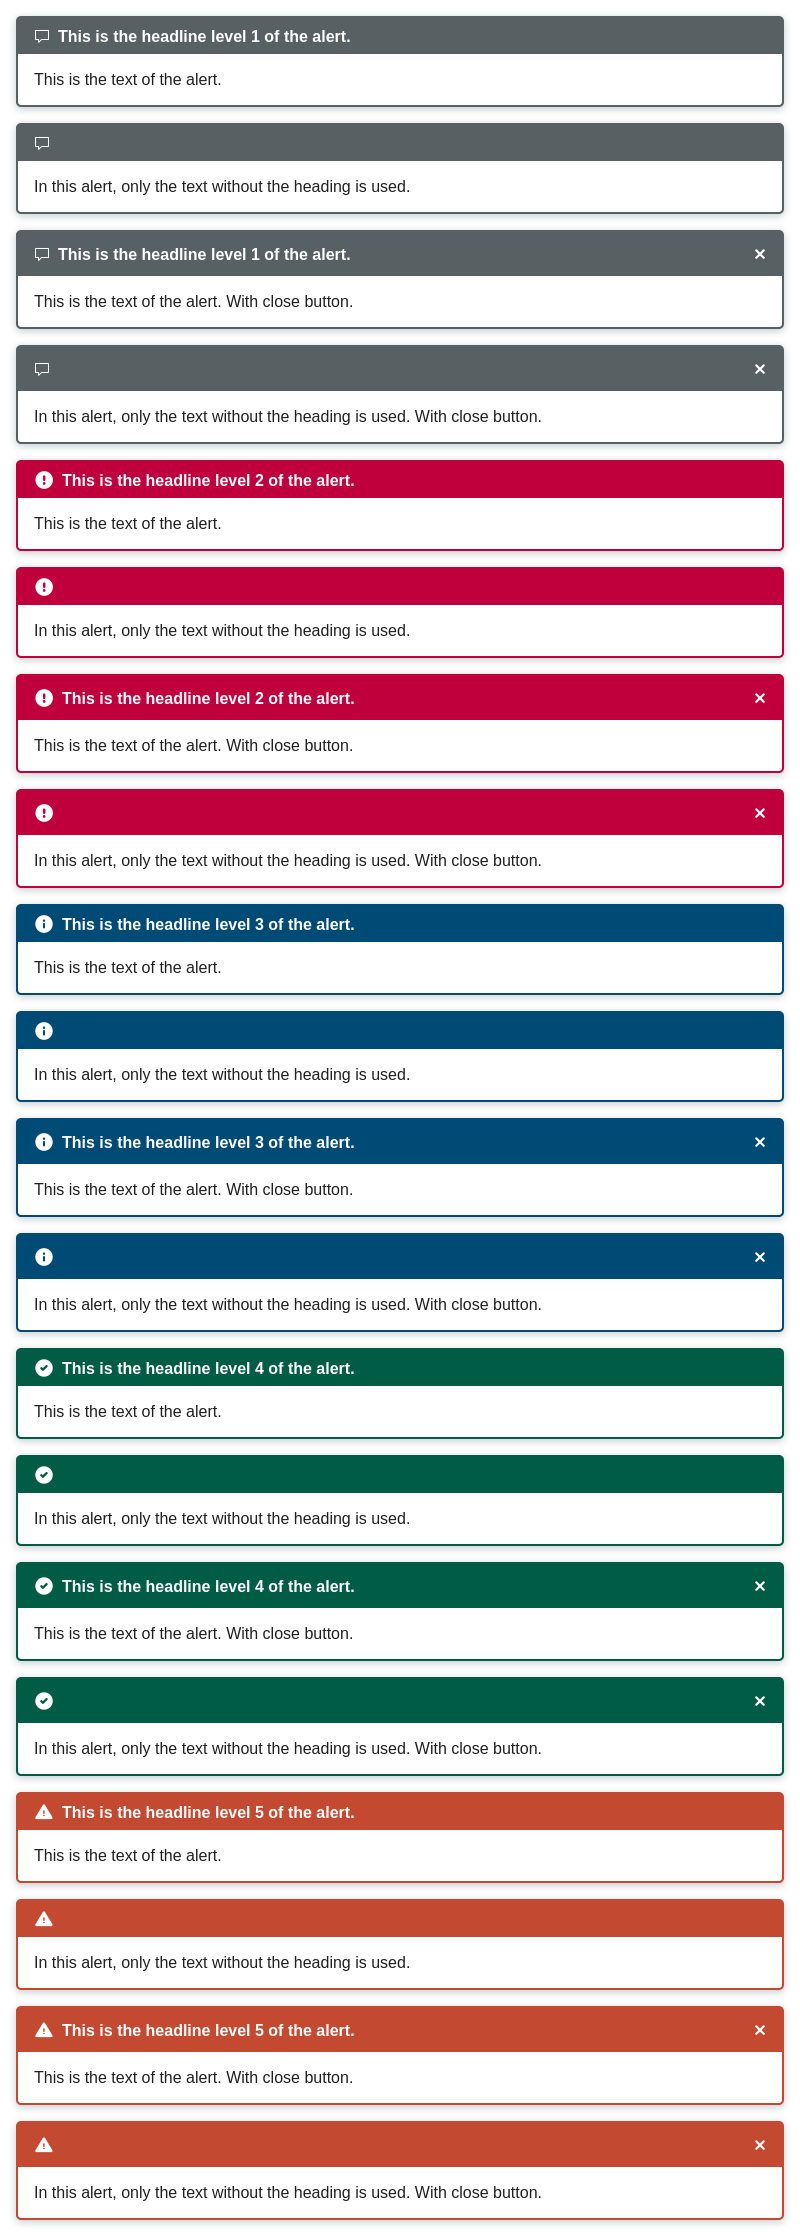 This is the headline level 1 of the alert.
This is the text of the alert.
In this alert, only the text without the heading is used.
This is the headline level 1 of the alert.
This is the text of the alert. With close button.
In this alert, only the text without the heading is used. With close button.
This is the headline level 2 of the alert.
This is the text of the alert.
In this alert, only the text without the heading is used.
This is the headline level 2 of the alert.
This is the text of the alert. With close button.
In this alert, only the text without the heading is used. With close button.
This is the headline level 3 of the alert.
This is the text of the alert.
In this alert, only the text without the heading is used.
This is the headline level 3 of the alert.
This is the text of the alert. With close button.
In this alert, only the text without the heading is used. With close button.
This is the headline level 4 of the alert.
This is the text of the alert.
In this alert, only the text without the heading is used.
This is the headline level 4 of the alert.
This is the text of the alert. With close button.
In this alert, only the text without the heading is used. With close button.
This is the headline level 5 of the alert.
This is the text of the alert.
In this alert, only the text without the heading is used.
This is the headline level 5 of the alert.
This is the text of the alert. With close button.
In this alert, only the text without the heading is used. With close button.